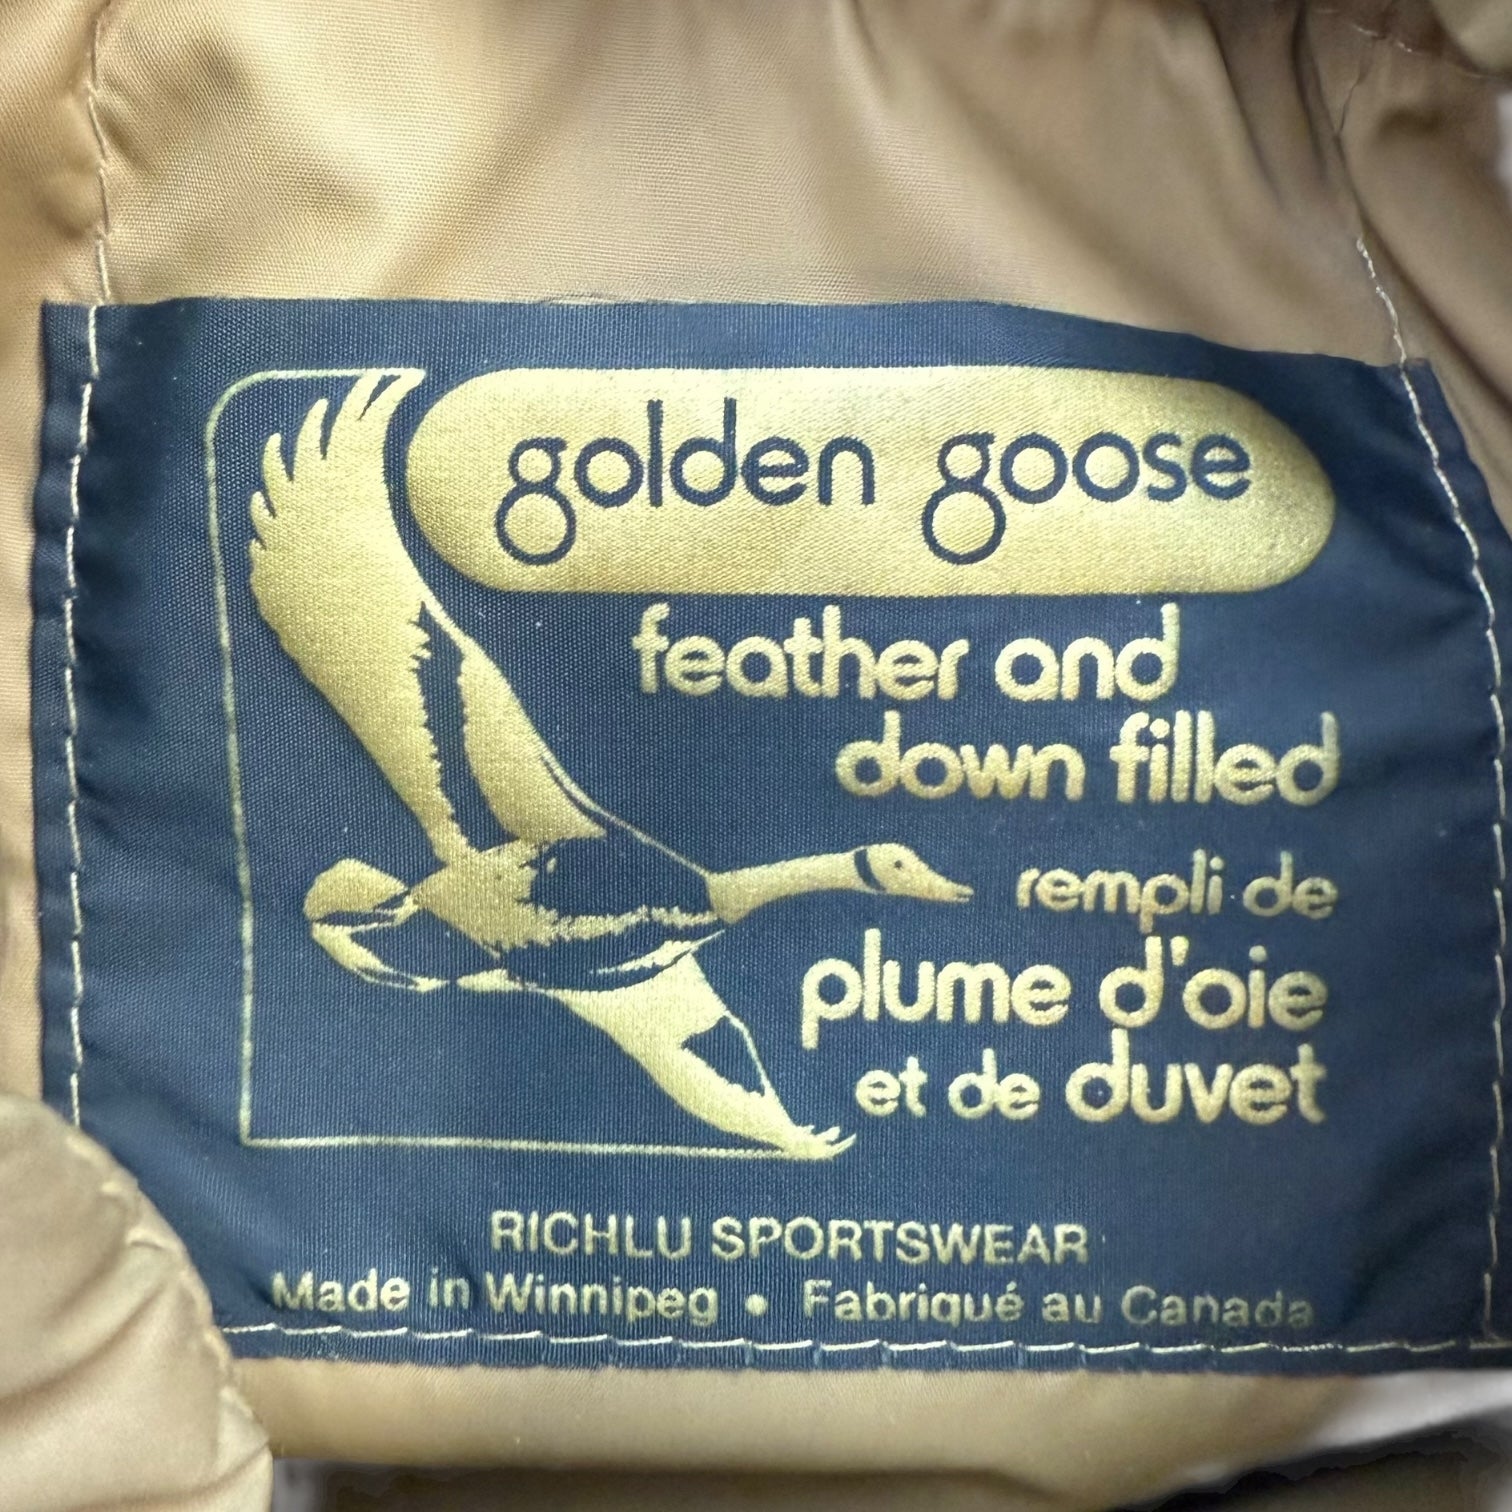 golden goose
feather and
down filled
rempli de
plume d'oie
et de duvet
RICHLU SPORTSWEAR
Made in Winnipeg • Fabriqué au Canada